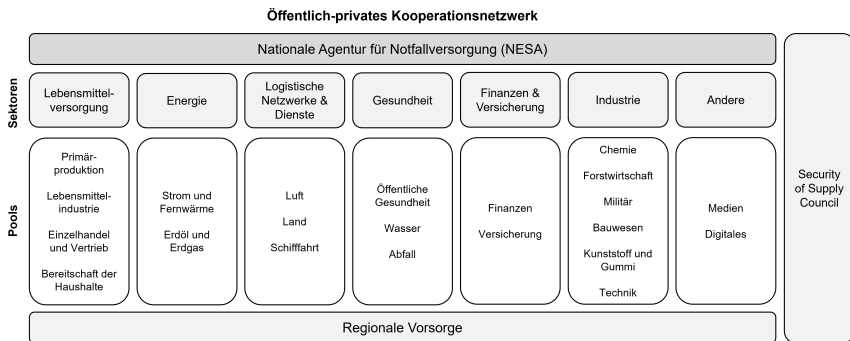 Öffentlich-privates Kooperationsnetzwerk
Nationale Agentur für Notfallversorgung (NESA)
Sektoren
Lebensmittel-
versorgung
Energie
Logistische
Netzwerke &
Dienste
Gesundheit
Finanzen &
Versicherung
Industrie
Andere
Pools
Primär-
produktion
Lebensmittel-
industrie
Einzelhandel
und Vertrieb
Bereitschaft der
Haushalte
Strom und
Fernwärme
Erdöl und
Erdgas
Luft
Land
Schifffahrt
Öffentliche
Gesundheit
Wasser
Abfall
Finanzen
Versicherung
Chemie
Forstwirtschaft
Militär
Bauwesen
Kunststoff und
Gummi
Technik
Medien
Digitales
Security
of Supply
Council
Regionale Vorsorge